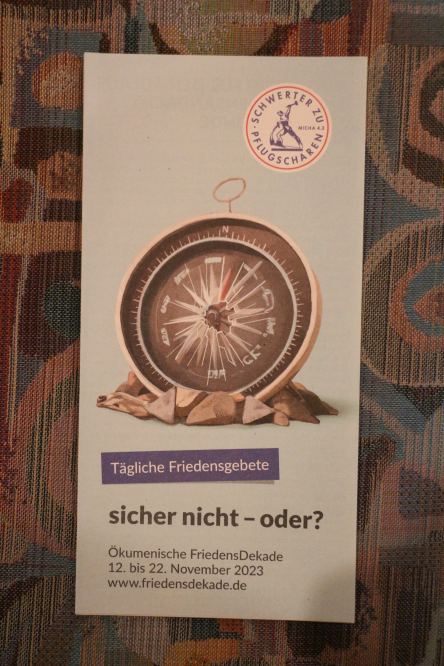 SCHWERTER ZU
PFLUGSCHAREN
MICHA 4.3
N
Tägliche Friedensgebete
sicher nicht – oder?
Ökumenische FriedensDekade
12. bis 22. November 2023
www.friedensdekade.de